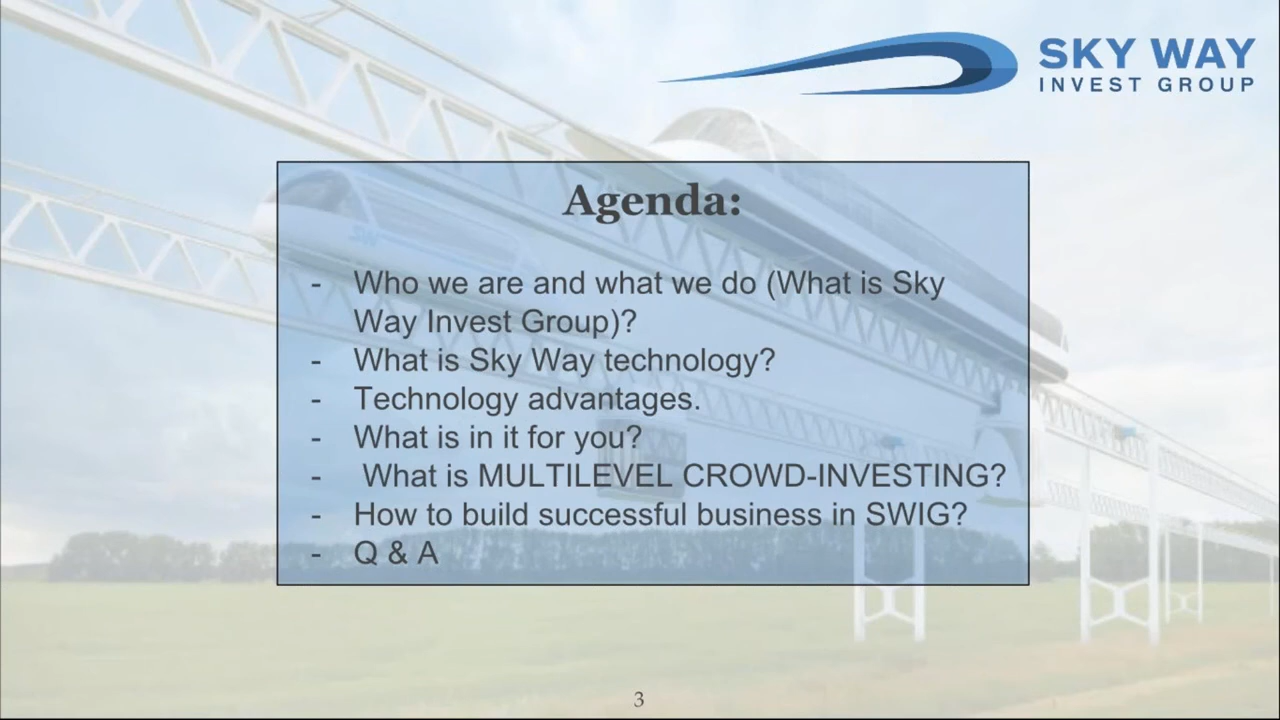 SKY WAY
INVEST GROUP
Agenda:
- Who we are and what we do (What is Sky
Way Invest Group)?
- What is Sky Way technology?
- Technology advantages.
- What is in it for you?
- What is MULTILEVEL CROWD-INVESTING?
- How to build successful business in SWIG?
- Q & A
3